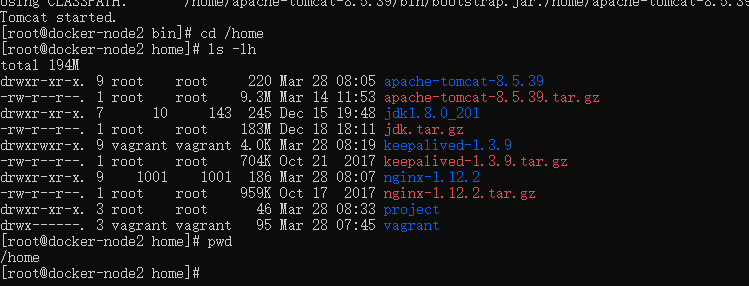 Using CLASSPATH:       /home/apache-tomcat-8.5.39/bin/bootstrap.jar:/home/apache-tomcat-8.5.39
Tomcat started.
[root@docker-node2 bin]# cd /home
[root@docker-node2 home]# ls -lh
total 194M
drwxr-xr-x. 9 root    root     220 Mar 28 08:05 apache-tomcat-8.5.39
-rw-r--r--. 1 root    root    9.3M Mar 14 11:53 apache-tomcat-8.5.39.tar.gz
drwxr-xr-x. 7      10     143  245 Dec 15 19:48 jdk1.8.0_201
-rw-r--r--. 1 root    root    183M Dec 18 18:11 jdk.tar.gz
drwxrwxr-x. 9 vagrant vagrant 4.0K Mar 28 08:19 keepalived-1.3.9
-rw-r--r--. 1 root    root    704K Oct 21  2017 keepalived-1.3.9.tar.gz
drwxr-xr-x. 9    1001    1001  186 Mar 28 08:07 nginx-1.12.2
-rw-r--r--. 1 root    root    959K Oct 17  2017 nginx-1.12.2.tar.gz
drwxr-xr-x. 3 root    root      46 Mar 28 08:33 project
drwx------. 3 vagrant vagrant   95 Mar 28 07:45 vagrant
[root@docker-node2 home]# pwd
/home
[root@docker-node2 home]#